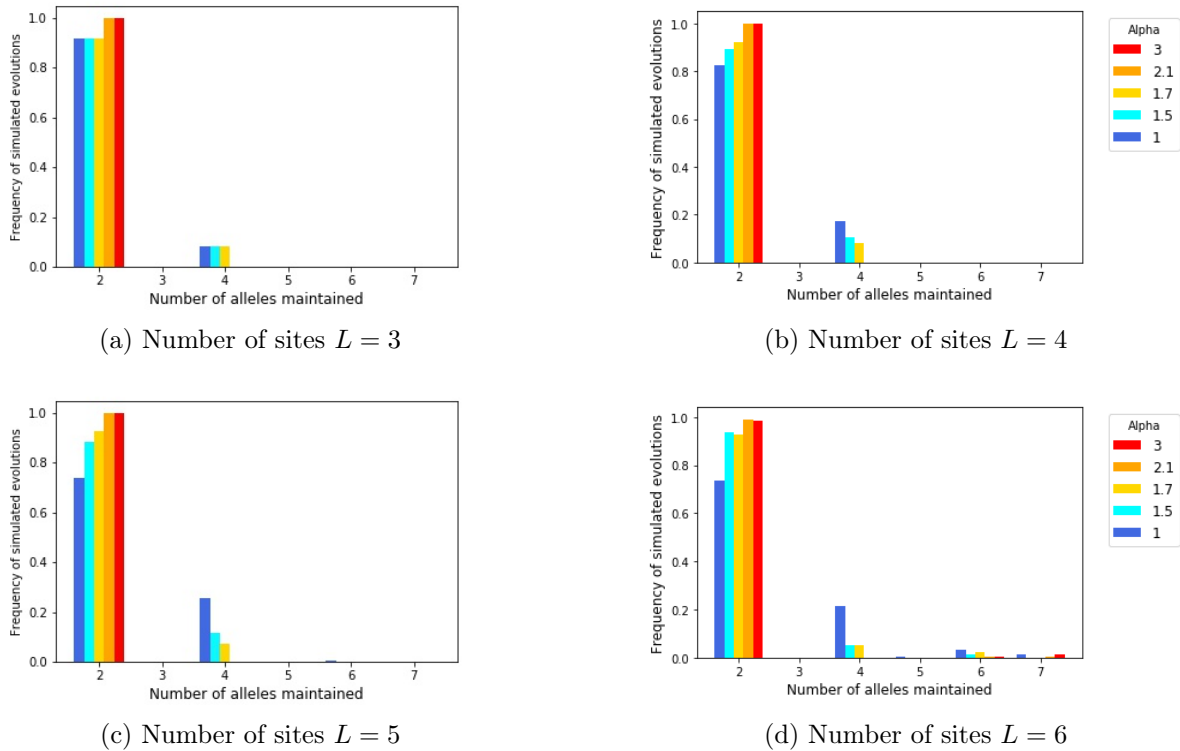 1.0
0.8
0.6
0.4
0.2
0.0
Frequency of simulated evolutions
2 3 4 5 6 7
Number of alleles maintained
(a) Number of sites L = 3
1.0
0.8
0.6
0.4
0.2
0.0
Frequency of simulated evolutions
2 3 4 5 6 7
Number of alleles maintained
Alpha
3
2.1
1.7
1.5
1
(b) Number of sites L = 4
1.0
0.8
0.6
0.4
0.2
0.0
Frequency of simulated evolutions
2 3 4 5 6 7
Number of alleles maintained
(c) Number of sites L = 5
1.0
0.8
0.6
0.4
0.2
0.0
Frequency of simulated evolutions
2 3 4 5 6 7
Number of alleles maintained
Alpha
3
2.1
1.7
1.5
1
(d) Number of sites L = 6